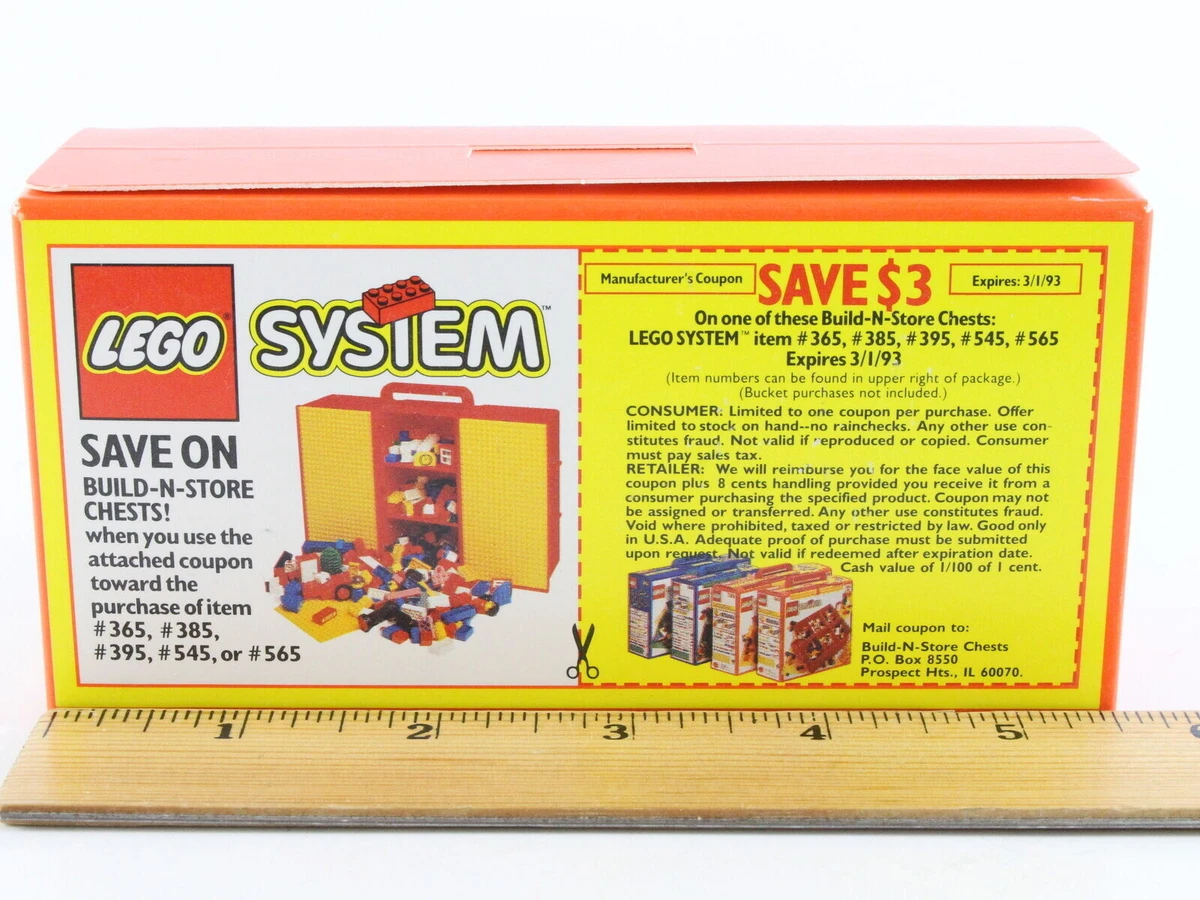 LEGO®
SYSTEM™
SAVE ON
BUILD-N-STORE
CHESTS!
when you use the
attached coupon
toward the
purchase of item
#365, #385,
#395, #545, or #565
Manufacturer's Coupon
SAVE $3
Expires: 3/1/93
On one of these Build-N-Store Chests:
LEGO SYSTEM™ item #365, #385, #395, #545, #565
Expires 3/1/93
(Item numbers can be found in upper right of package.)
(Bucket purchases not included.)
CONSUMER: Limited to one coupon per purchase. Offer
limited to stock on hand--no rainchecks. Any other use con-
stitutes fraud. Not valid if reproduced or copied. Consumer
must pay sales tax.
RETAILER: We will reimburse you for the face value of this
coupon plus 8 cents handling provided you receive it from a
consumer purchasing the specified product. Coupon may not
be assigned or transferred. Any other use constitutes fraud.
Void where prohibited, taxed or restricted by law. Good only
in U.S.A. Adequate proof of purchase must be submitted
upon request. Not valid if redeemed after expiration date.
Cash value of 1/100 of 1 cent.
Mail coupon to:
Build-N-Store Chests
P.O. Box 8550
Prospect Hts., IL 60070.
1 2 3 4 5 6